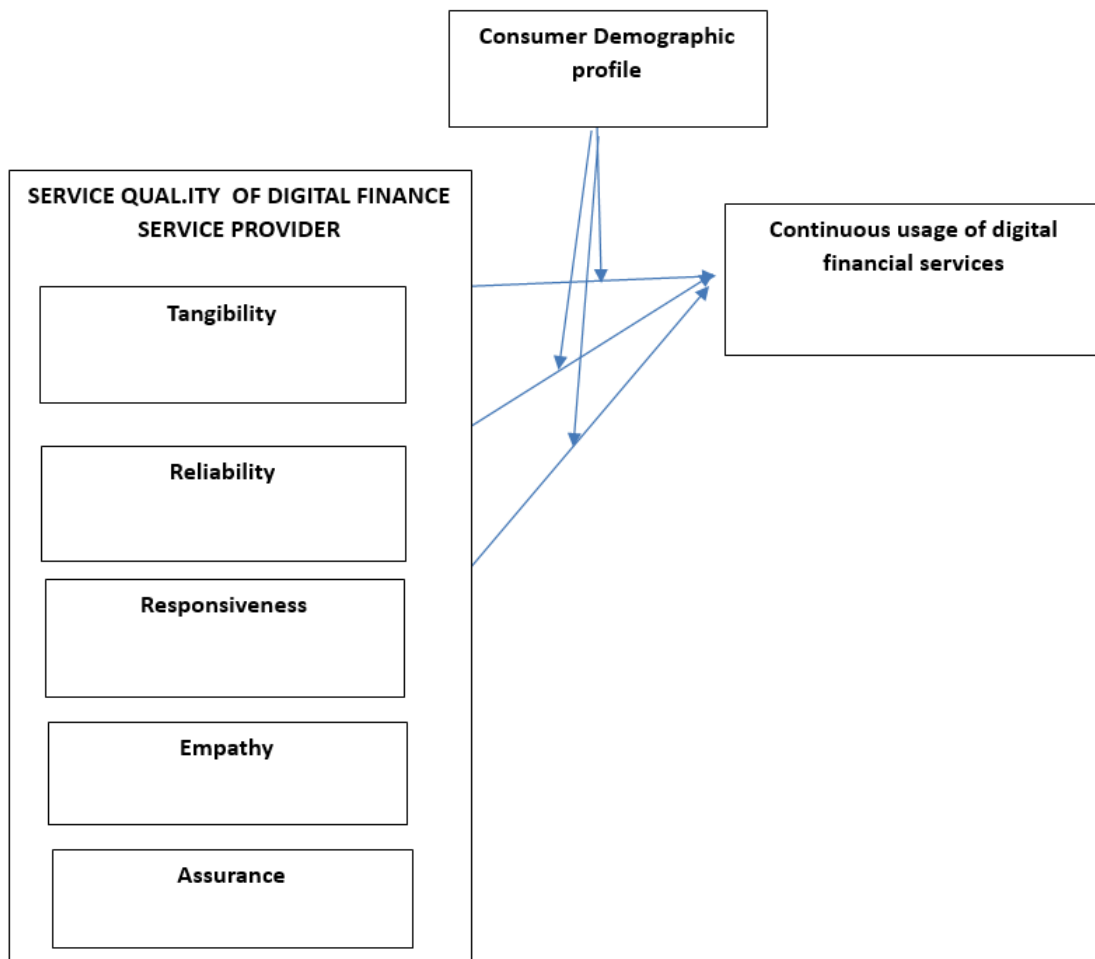 Consumer Demographic
profile
SERVICE QUAL.ITY OF DIGITAL FINANCE
SERVICE PROVIDER
Continuous usage of digital
financial services
Tangibility
Reliability
Responsiveness
Empathy
Assurance